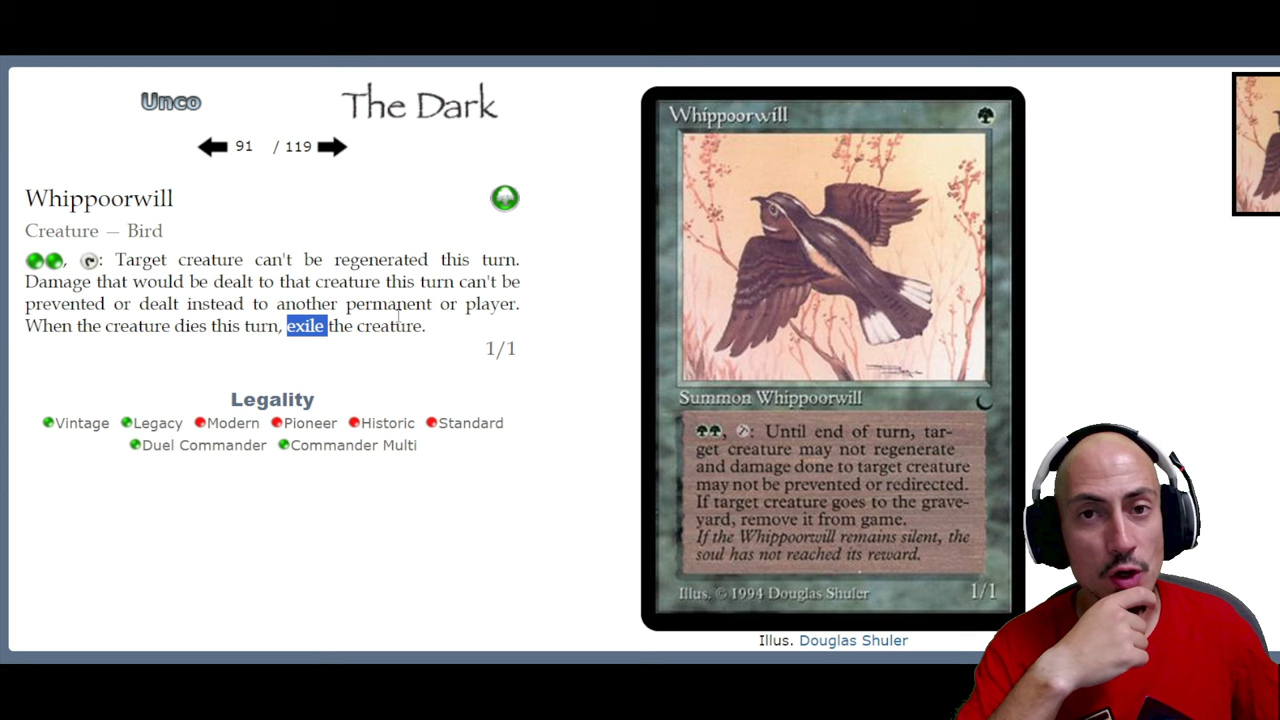 Unco
The Dark
91 / 119
Whippoorwill
Creature — Bird
, : Target creature can't be regenerated this turn.
Damage that would be dealt to that creature this turn can't be
prevented or dealt instead to another permanent or player.
When the creature dies this turn, exile the creature.
1/1
Legality
Vintage Legacy Modern Pioneer Historic Standard
Duel Commander Commander Multi
Whippoorwill
Summon Whippoorwill
, : Until end of turn, tar-
get creature may not regenerate
and damage done to target creature
may not be prevented or redirected.
If target creature goes to the grave-
yard, remove it from game.
If the Whippoorwill remains silent, the
soul has not reached its reward.
Illus. © 1994 Douglas Shuler 1/1
Illus. Douglas Shuler